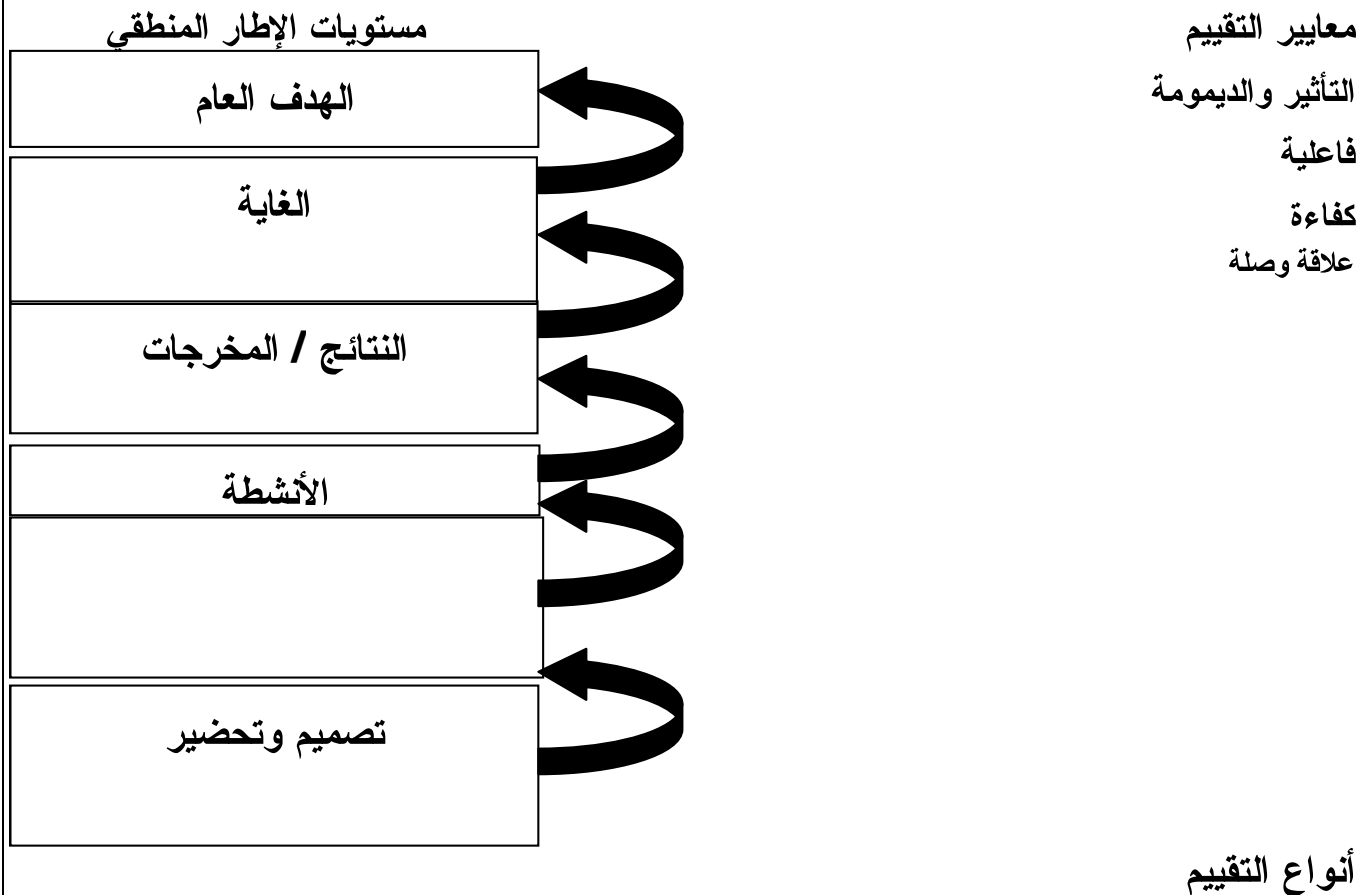 معايير التقييم
مستويات الإطار المنطقي
التأثير والديمومة
الهدف العام
فاعلية
الغاية
كفاءة
علاقة وصلة
النتائج / المخرجات
الأنشطة
تصميم وتحضير
أنواع التقييم